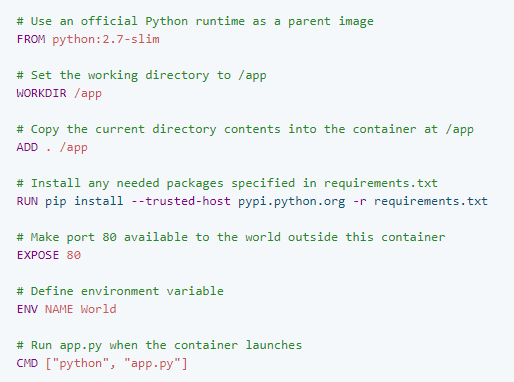 # Use an official Python runtime as a parent image
FROM python:2.7-slim
# Set the working directory to /app
WORKDIR /app
# Copy the current directory contents into the container at /app
ADD . /app
# Install any needed packages specified in requirements.txt
RUN pip install --trusted-host pypi.python.org -r requirements.txt
# Make port 80 available to the world outside this container
EXPOSE 80
# Define environment variable
ENV NAME World
# Run app.py when the container launches
CMD ["python", "app.py"]